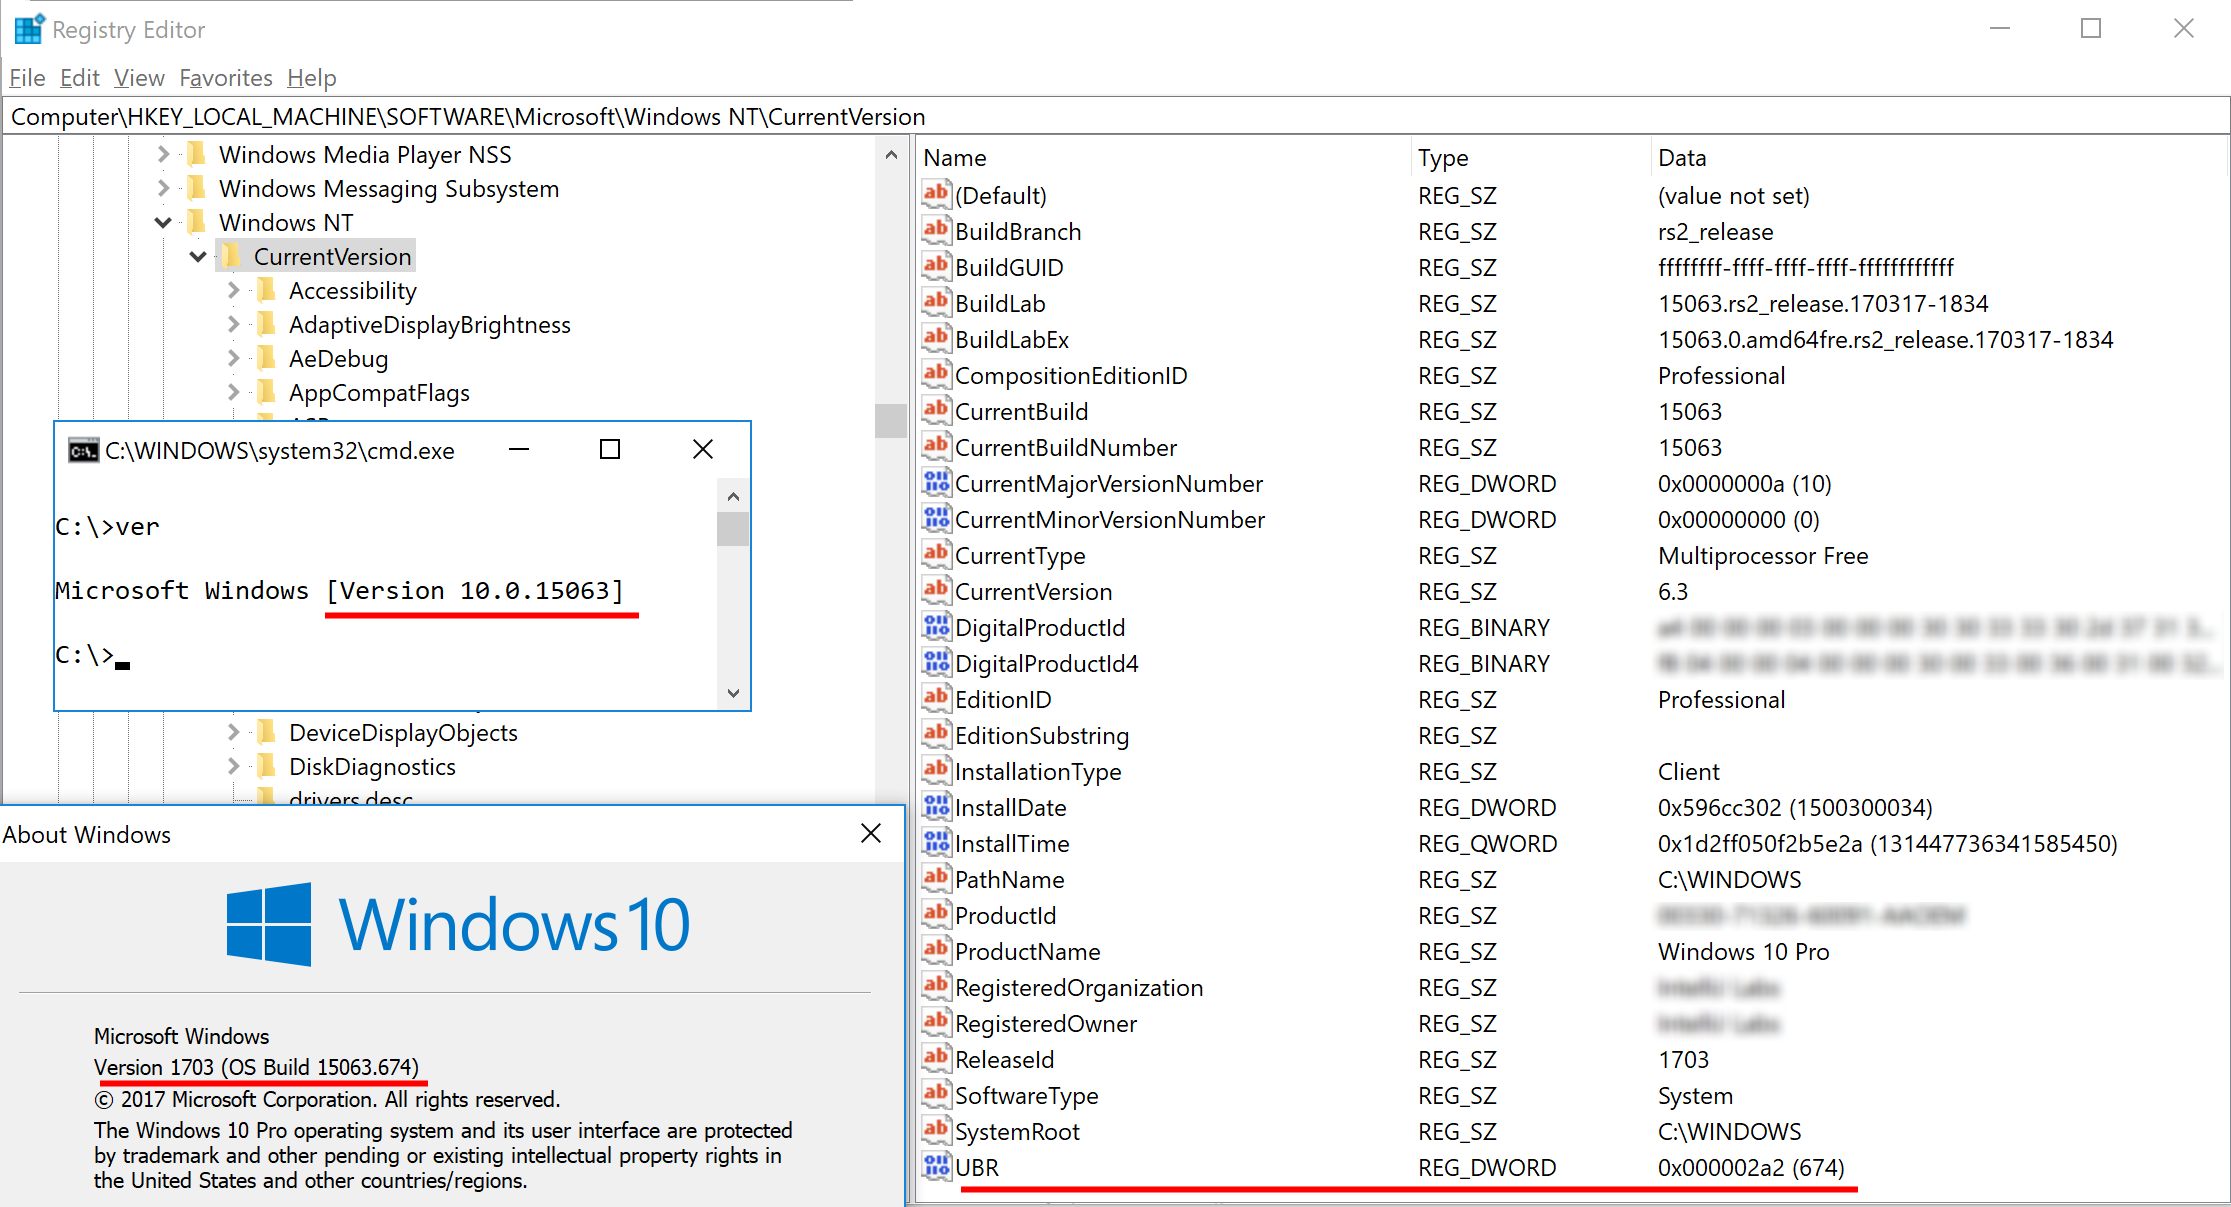 Registry Editor
File Edit View Favorites Help
Computer\HKEY_LOCAL_MACHINE\SOFTWARE\Microsoft\Windows NT\CurrentVersion
Windows Media Player NSS
Windows Messaging Subsystem
Windows NT
CurrentVersion
Accessibility
AdaptiveDisplayBrightness
AeDebug
AppCompatFlags
C:\WINDOWS\system32\cmd.exe
C:\>ver
Microsoft Windows [Version 10.0.15063]
C:\>
DeviceDisplayObjects
DiskDiagnostics
drivers.desc
About Windows
Windows 10
Microsoft Windows
Version 1703 (OS Build 15063.674)
© 2017 Microsoft Corporation. All rights reserved.
The Windows 10 Pro operating system and its user interface are protected
by trademark and other pending or existing intellectual property rights in
the United States and other countries/regions.
Name Type Data
(Default) REG_SZ (value not set)
BuildBranch REG_SZ rs2_release
BuildGUID REG_SZ ffffffff-ffff-ffff-ffff-ffffffffffff
BuildLab REG_SZ 15063.rs2_release.170317-1834
BuildLabEx REG_SZ 15063.0.amd64fre.rs2_release.170317-1834
CompositionEditionID REG_SZ Professional
CurrentBuild REG_SZ 15063
CurrentBuildNumber REG_SZ 15063
CurrentMajorVersionNumber REG_DWORD 0x0000000a (10)
CurrentMinorVersionNumber REG_DWORD 0x00000000 (0)
CurrentType REG_SZ Multiprocessor Free
CurrentVersion REG_SZ 6.3
DigitalProductId REG_BINARY
DigitalProductId4 REG_BINARY
EditionID REG_SZ Professional
EditionSubstring REG_SZ
InstallationType REG_SZ Client
InstallDate REG_DWORD 0x596cc302 (1500300034)
InstallTime REG_QWORD 0x1d2ff050f2b5e2a (131447736341585450)
PathName REG_SZ C:\WINDOWS
ProductId REG_SZ
ProductName REG_SZ Windows 10 Pro
RegisteredOrganization REG_SZ
RegisteredOwner REG_SZ
ReleaseId REG_SZ 1703
SoftwareType REG_SZ System
SystemRoot REG_SZ C:\WINDOWS
UBR REG_DWORD 0x000002a2 (674)